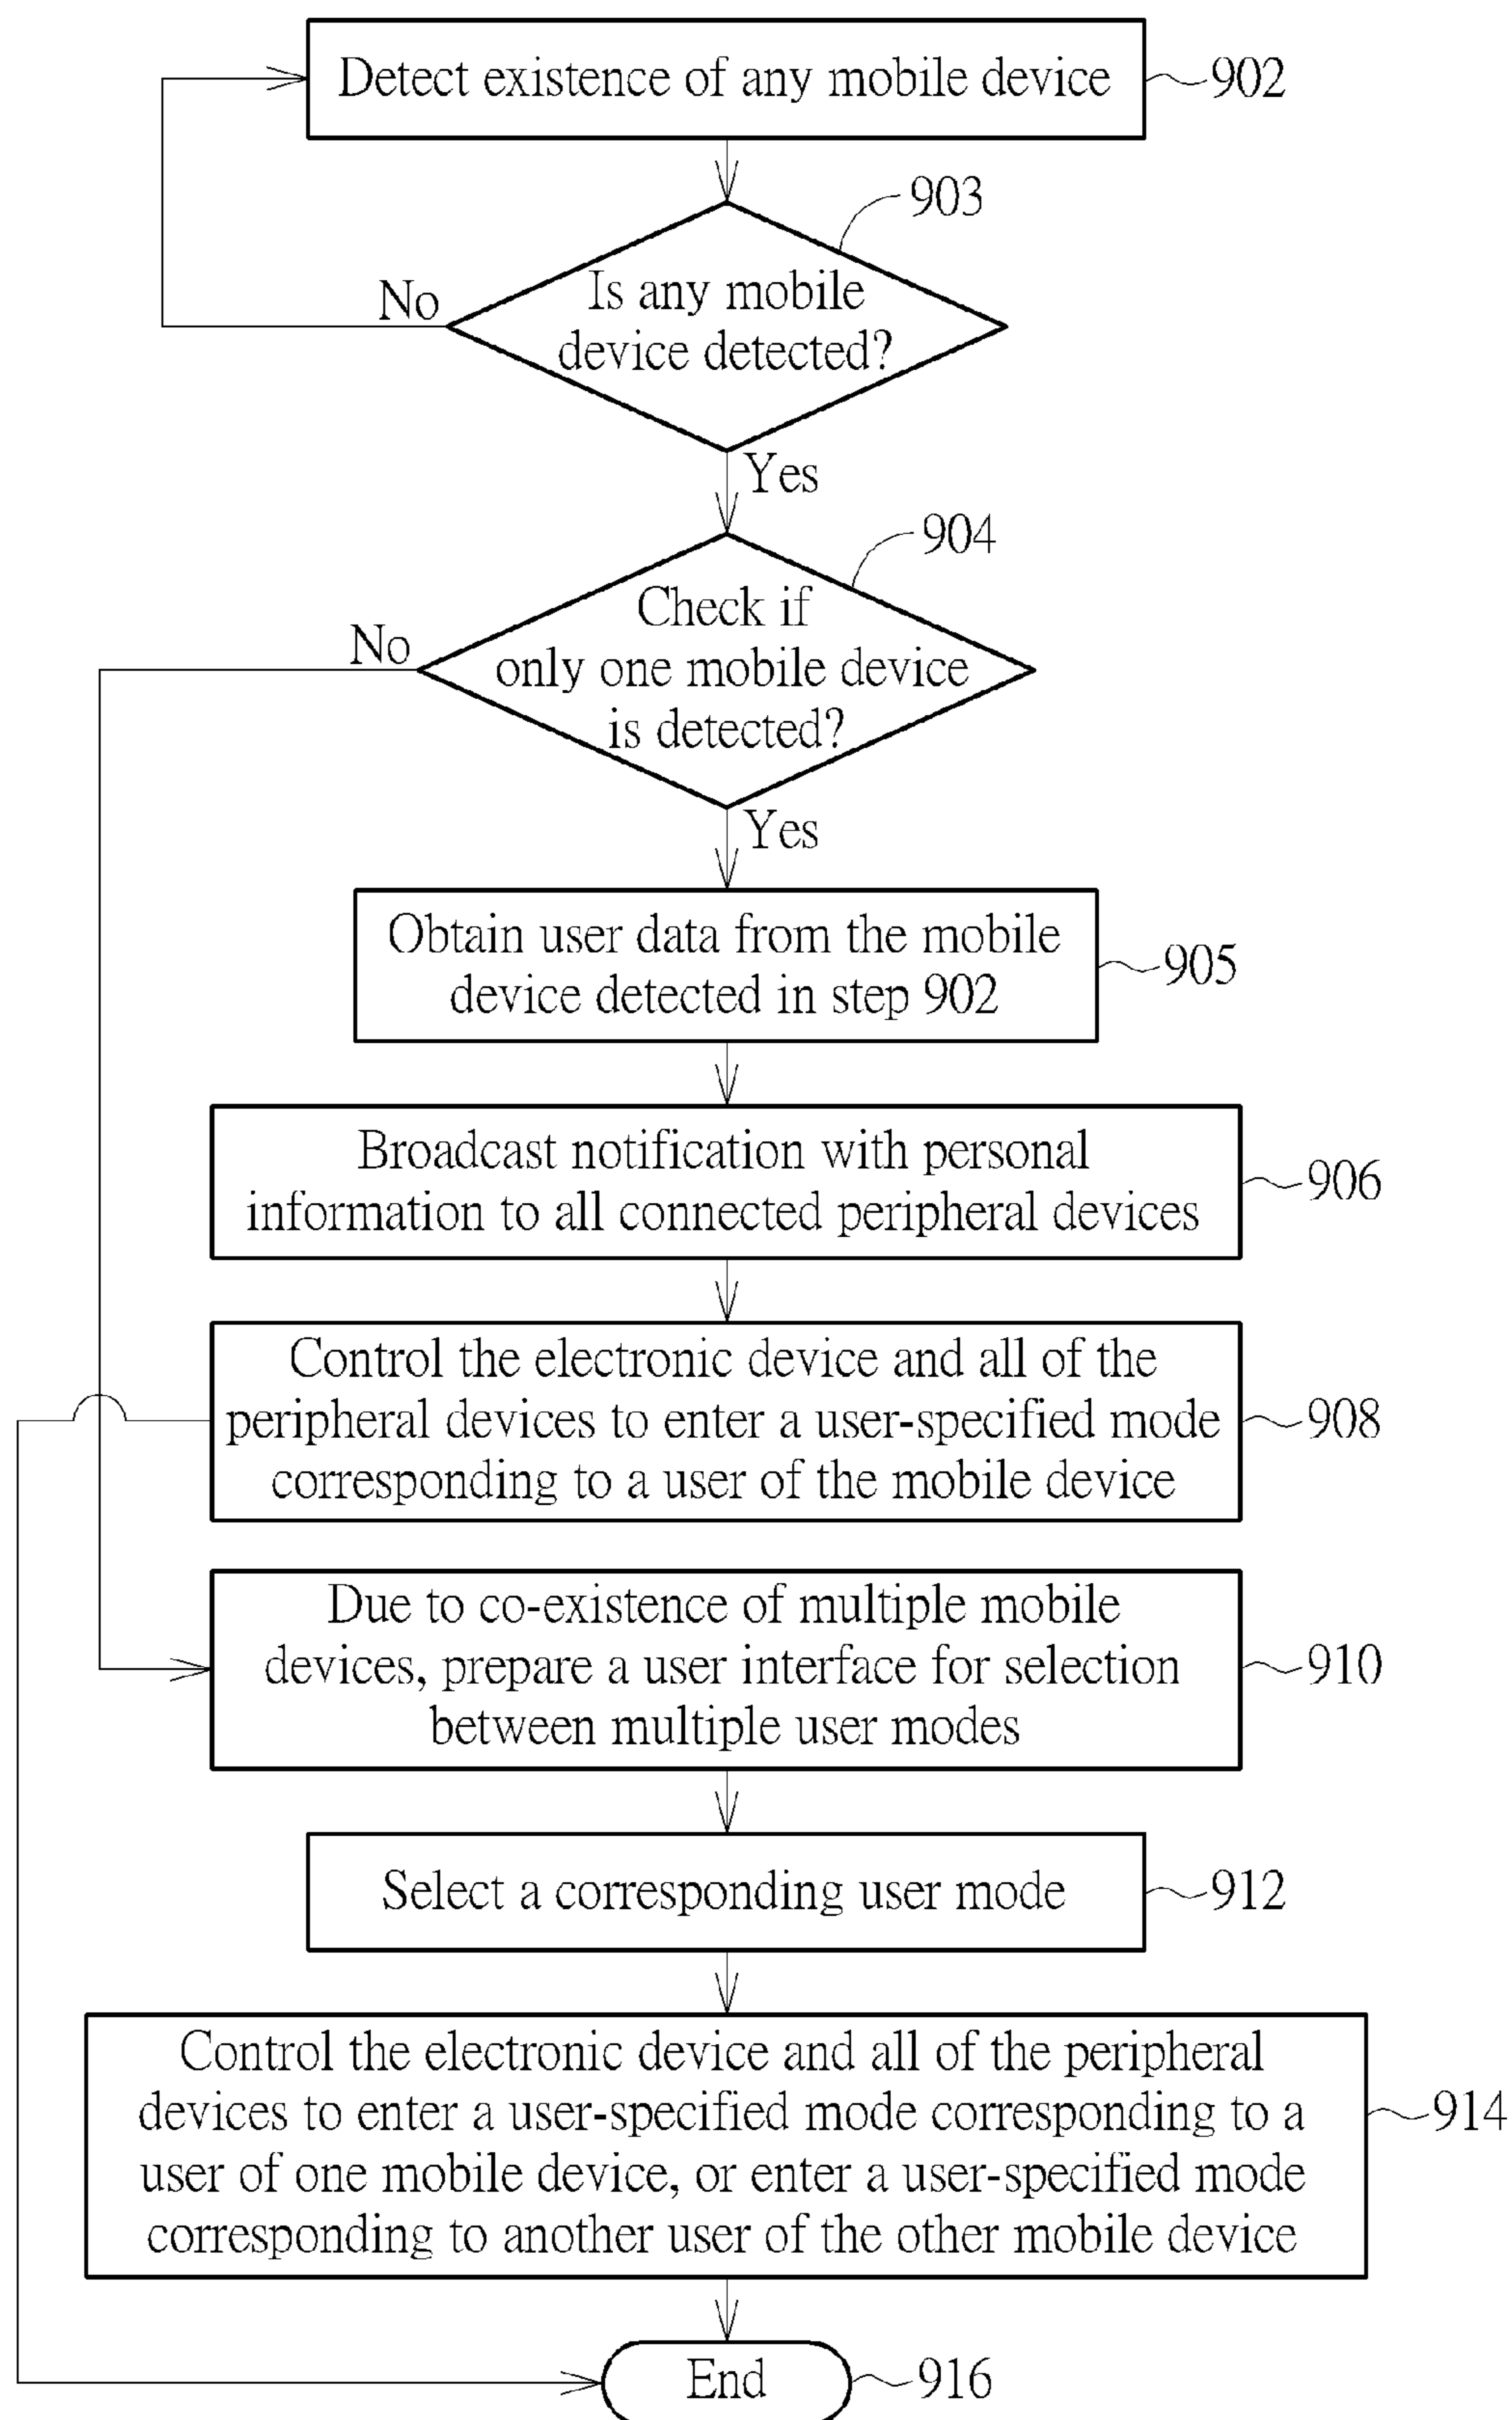 Detect existence of any mobile device
902
903
Is any mobile
device detected?
No
Yes
904
Check if
only one mobile device
is detected?
No
Yes
Obtain user data from the mobile
device detected in step 902
905
Broadcast notification with personal
information to all connected peripheral devices
906
Control the electronic device and all of the
peripheral devices to enter a user-specified mode
corresponding to a user of the mobile device
908
Due to co-existence of multiple mobile
devices, prepare a user interface for selection
between multiple user modes
910
Select a corresponding user mode
912
Control the electronic device and all of the peripheral
devices to enter a user-specified mode corresponding to a
user of one mobile device, or enter a user-specified mode
corresponding to another user of the other mobile device
914
End
916